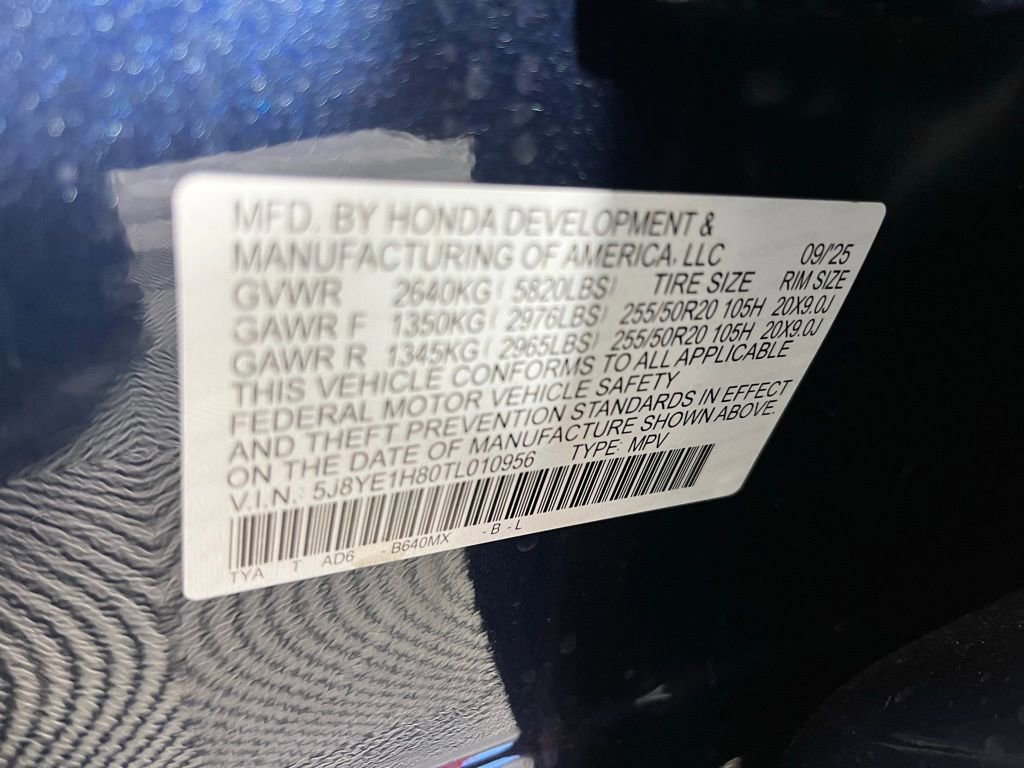 MFD. BY HONDA DEVELOPMENT &
MANUFACTURING OF AMERICA, LLC 09/'25
GVWR 2640KG ( 5820LBS) TIRE SIZE RIM SIZE
GAWR F 1350KG ( 2976LBS) 255/50R20 105H 20X9.0J
GAWR R 1345KG ( 2965LBS) 255/50R20 105H 20X9.0J
THIS VEHICLE CONFORMS TO ALL APPLICABLE
FEDERAL MOTOR VEHICLE SAFETY
AND THEFT PREVENTION STANDARDS IN EFFECT
ON THE DATE OF MANUFACTURE SHOWN ABOVE.
V.I.N.: 5J8YE1H80TL010956 TYPE: MPV
TYA T AD6 - B640MX - B - L